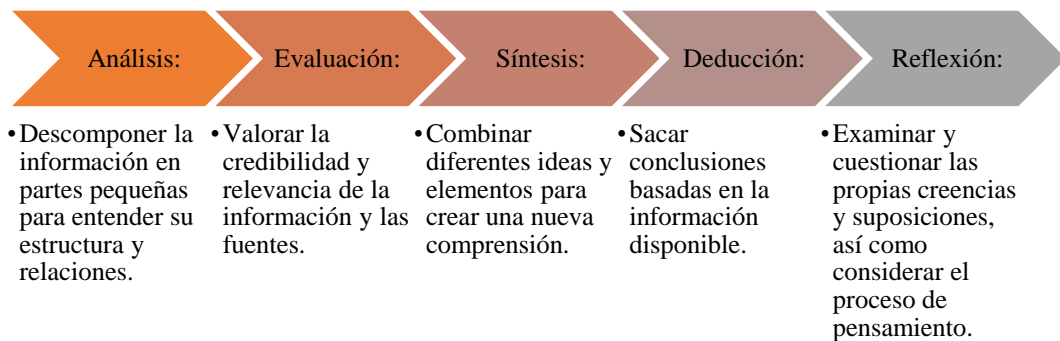 Análisis:
•Descomponer la
información en
partes pequeñas
para entender su
estructura y
relaciones.
Evaluación:
•Valorar la
credibilidad y
relevancia de la
información y las
fuentes.
Síntesis:
•Combinar
diferentes ideas y
elementos para
crear una nueva
comprensión.
Deducción:
•Sacar
conclusiones
basadas en la
información
disponible.
Reflexión:
•Examinar y
cuestionar las
propias creencias
y suposiciones,
así como
considerar el
proceso de
pensamiento.